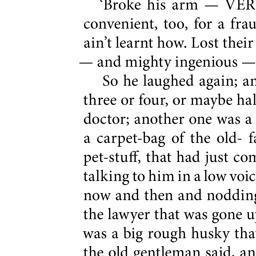 'Broke his arm — VER
convenient, too, for a frau
ain't learnt how. Lost their
— and mighty ingenious —
So he laughed again; an
three or four, or maybe hal
doctor; another one was a
a carpet-bag of the old- fa
pet-stuff, that had just com
talking to him in a low voic
now and then and nodding
the lawyer that was gone u
was a big rough husky tha
the old gentleman said, an